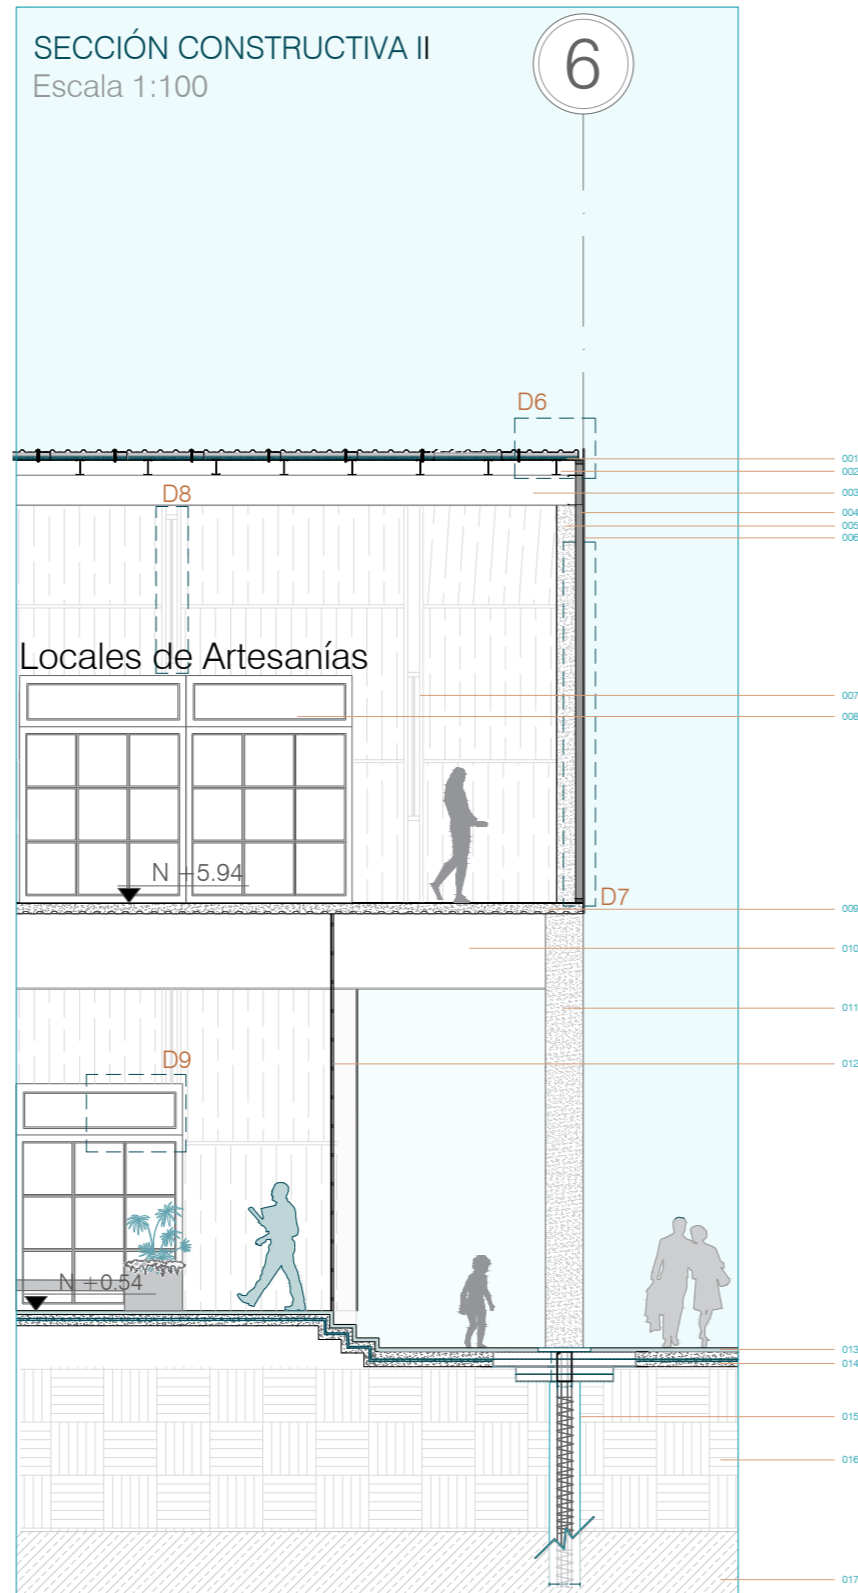 SECCIÓN CONSTRUCTIVA II
Escala 1:100
6
D6
001
002
D8
003
004
005
006
Locales de Artesanías
007
008
N +5.94
D7
009
010
011
D9
012
N +0.54
013
014
015
016
017